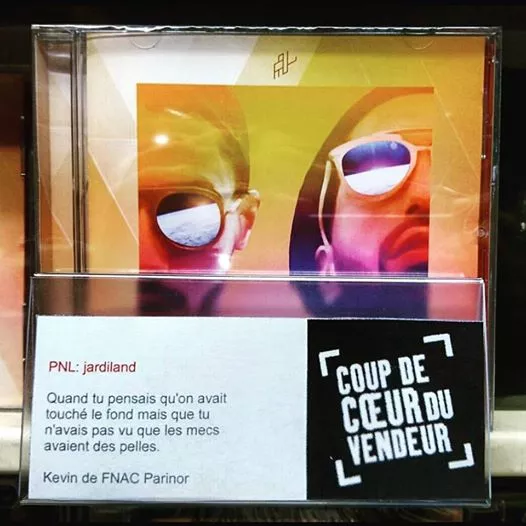 PNL
PNL: jardiland
Quand tu pensais qu'on avait
touché le fond mais que tu
n'avais pas vu que les mecs
avaient des pelles.
Kevin de FNAC Parinor
COUP DE
CŒUR DU
VENDEUR